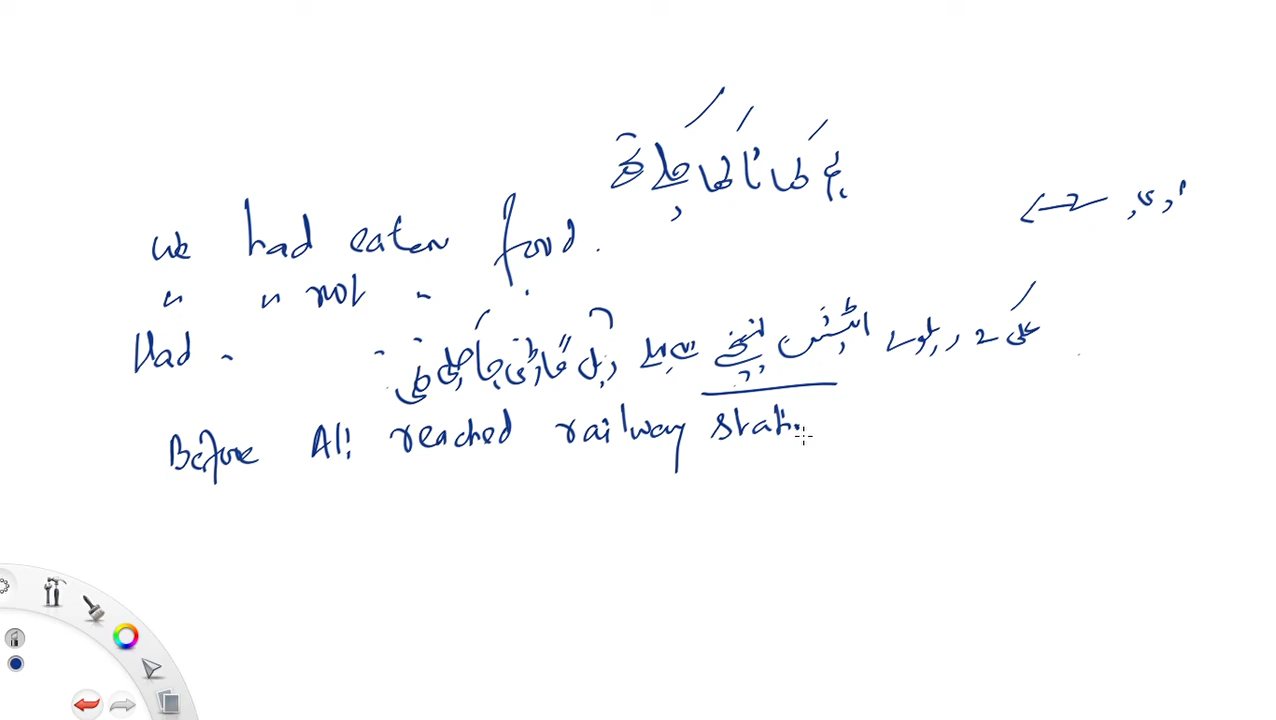 ہم کھانا کھا چکے تھے
We had eaten food.
" " not "
Had " "
علی کے ریلوے اسٹیشن پہنچنے سے پہلے ریل گاڑی جا چکی تھی
Before Ali reached railway stati